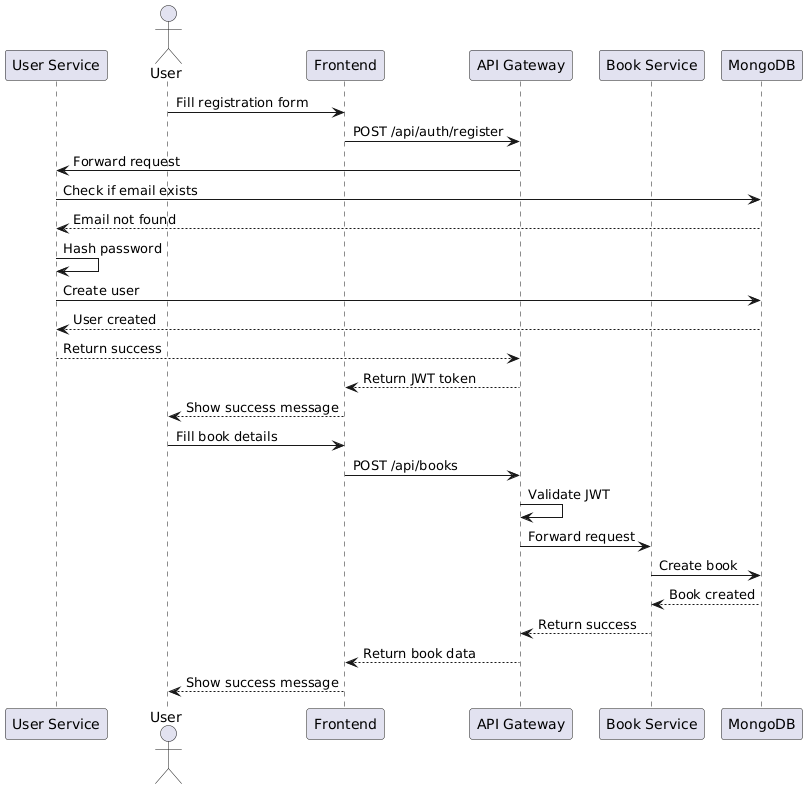 User
User Service
Frontend
API Gateway
Book Service
MongoDB
Fill registration form
POST /api/auth/register
Forward request
Check if email exists
Email not found
Hash password
Create user
User created
Return success
Return JWT token
Show success message
Fill book details
POST /api/books
Validate JWT
Forward request
Create book
Book created
Return success
Return book data
Show success message
User Service
User
Frontend
API Gateway
Book Service
MongoDB